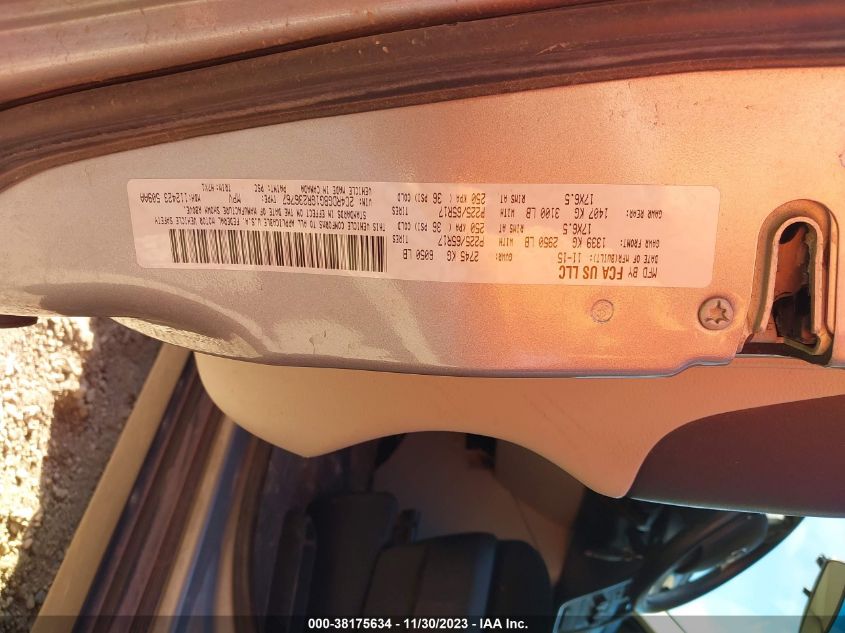 MFD BY FCA US LLC
DATE OF MFR(BUILT): 11-15 GVWR: 2745 KG 6050 LB
GAWR FRONT: 1339 KG 2950 LB WITH P225/65R17 TIRES
17X6.5 RIMS AT 250 KPA ( 36 PSI) COLD
GAWR REAR: 1407 KG 3100 LB WITH P225/65R17 TIRES
17X6.5 RIMS AT 250 KPA ( 36 PSI) COLD
THIS VEHICLE CONFORMS TO ALL APPLICABLE U.S.A. FEDERAL MOTOR VEHICLE SAFETY
STANDARDS IN EFFECT ON THE DATE OF MANUFACTURE SHOWN ABOVE.
VIN: 2C4RDGBG1GR236767 TYPE: MPV MDH:112423 509AA
VEHICLE MADE IN CANADA PAINT: PSC TRIM:
000-38175634 - 11/30/2023 - IAA Inc.